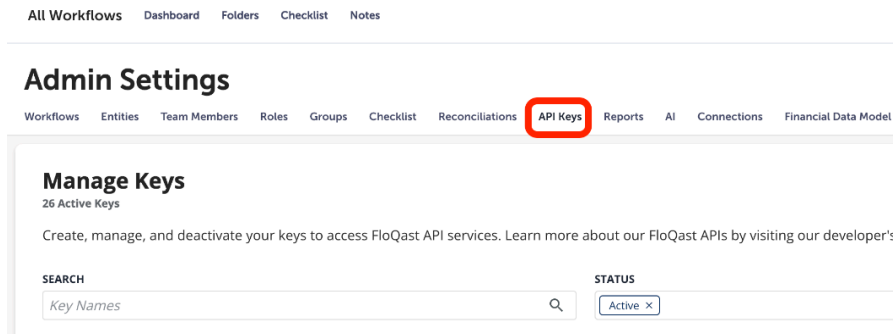 All Workflows Dashboard Folders Checklist Notes
Admin Settings
Workflows Entities Team Members Roles Groups Checklist Reconciliations API Keys Reports AI Connections Financial Data Model
Manage Keys
26 Active Keys
Create, manage, and deactivate your keys to access FloQast API services. Learn more about our FloQast APIs by visiting our developer's
SEARCH STATUS
Key Names Active ×